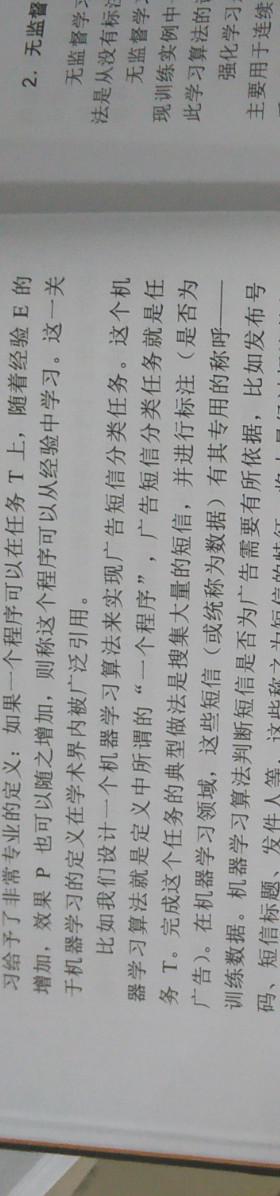 习给予了非常专业的定义：如果一个程序可以在任务 T 上，随着经验 E 的
增加，效果 P 也可以随之增加，则称这个程序可以从经验中学习。这一关
于机器学习的定义在学术界内被广泛引用。
比如我们设计一个机器学习算法来实现广告短信分类任务。这个机
器学习算法就是定义中所谓的“一个程序”，广告短信分类任务就是任
务 T。完成这个任务的典型做法是搜集大量的短信，并进行标注（是否为
广告）。在机器学习领域，这些短信（或统称为数据）有其专用的称呼——
训练数据。机器学习算法判断短信是否为广告需要有所依据，比如发布号
码、短信标题、发件人等，这些称之为短信的特征
2. 无监督
无监督学
法是从没有标注
无监督学
现训练实例中
此学习算法的
强化学习
主要用于连续